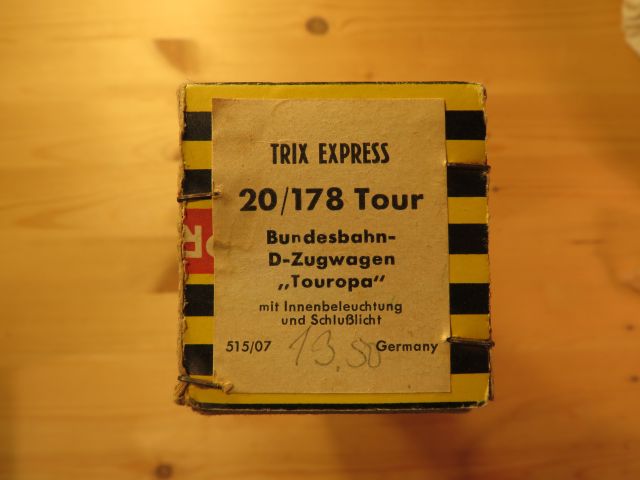 TRIX EXPRESS
20/178 Tour
Bundesbahn-
D-Zugwagen
„Touropa“
mit Innenbeleuchtung
und Schlußlicht
515/07 13.50 Germany